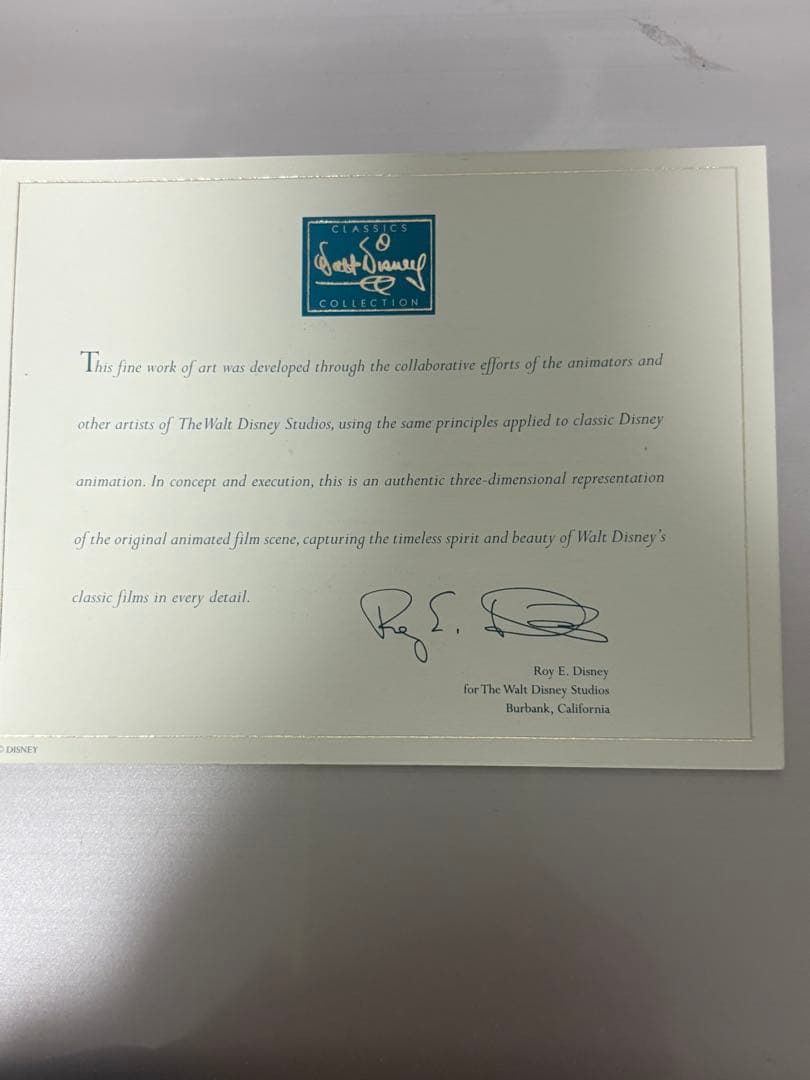 CLASSICS
Walt Disney
COLLECTION
This fine work of art was developed through the collaborative efforts of the animators and
other artists of The Walt Disney Studios, using the same principles applied to classic Disney
animation. In concept and execution, this is an authentic three-dimensional representation
of the original animated film scene, capturing the timeless spirit and beauty of Walt Disney's
classic films in every detail.
Roy E. Disney
Roy E. Disney
for The Walt Disney Studios
Burbank, California
© DISNEY